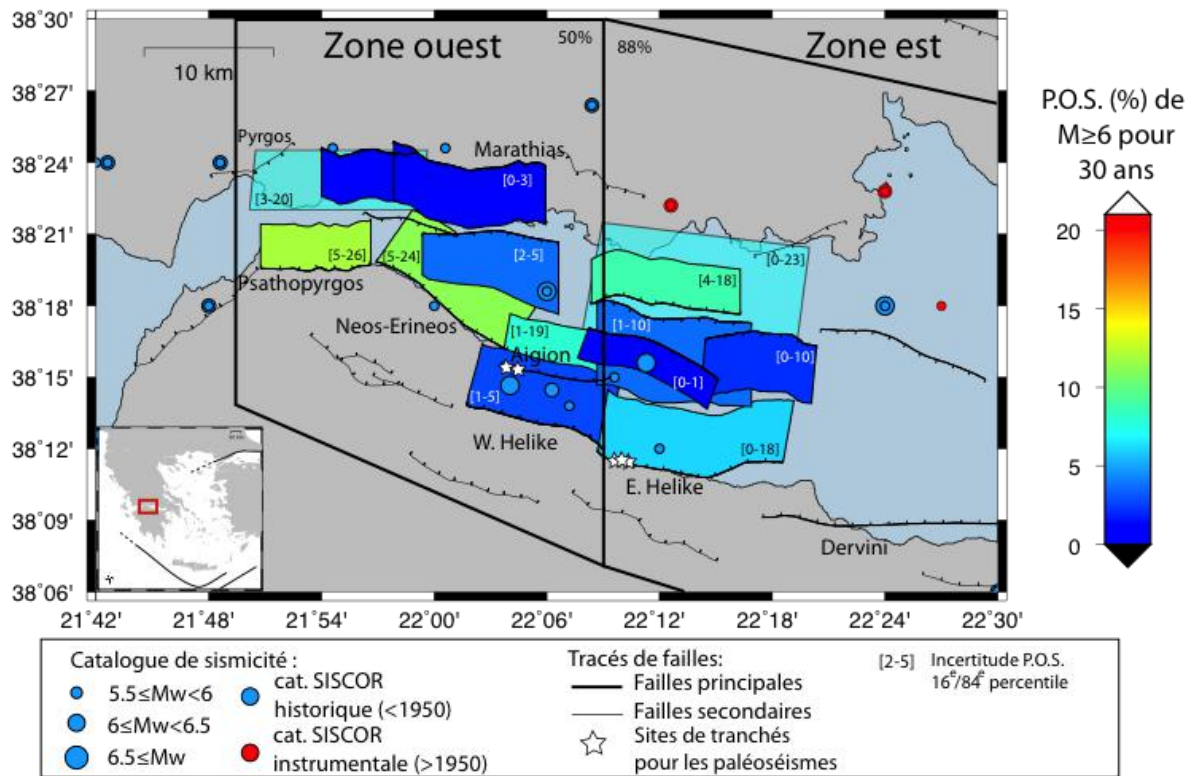 38°30'
38°27'
38°24'
38°21'
38°18'
38°15'
38°12'
38°09'
38°06'
21°42'
21°48'
21°54'
22°00'
22°06'
22°12'
22°18'
22°24'
22°30'
Zone ouest
50%
88%
Zone est
10 km
Pyrgos
Marathias
[3-20]
[0-3]
[5-26]
[5-24]
[2-5]
[0-23]
[4-18]
Psathopyrgos
Neos-Erineos
[1-19]
[1-10]
Aigion
[0-10]
[0-1]
[1-5]
W. Helike
[0-18]
E. Helike
Dervini
P.O.S. (%) de
M≥6 pour
30 ans
20
15
10
5
0
Catalogue de sismicité :
5.5≤Mw<6
6≤Mw<6.5
6.5≤Mw
cat. SISCOR
historique (<1950)
cat. SISCOR
instrumentale (>1950)
Tracés de failles:
Failles principales
Failles secondaires
Sites de tranchés
pour les paléoséismes
[2-5] Incertitude P.O.S.
16e/84e percentile